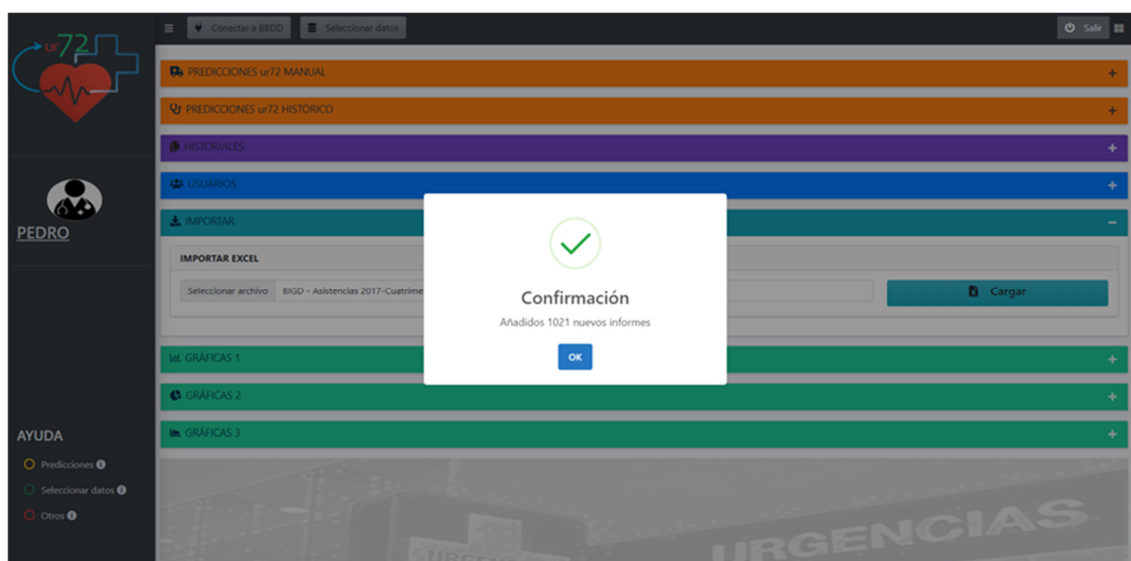 ur72
Conectar a BBDD
Seleccionar datos
Salir
PREDICCIONES ur72 MANUAL
PREDICCIONES ur72 HISTÓRICO
HISTORIALES
USUARIOS
PEDRO
IMPORTAR
IMPORTAR EXCEL
Seleccionar archivo BIGD - Asistencias 2017-Cuatrime
Cargar
Confirmación
Añadidos 1021 nuevos informes
OK
GRÁFICAS 1
GRÁFICAS 2
GRÁFICAS 3
AYUDA
Predicciones
Seleccionar datos
Otros
URGENCIAS